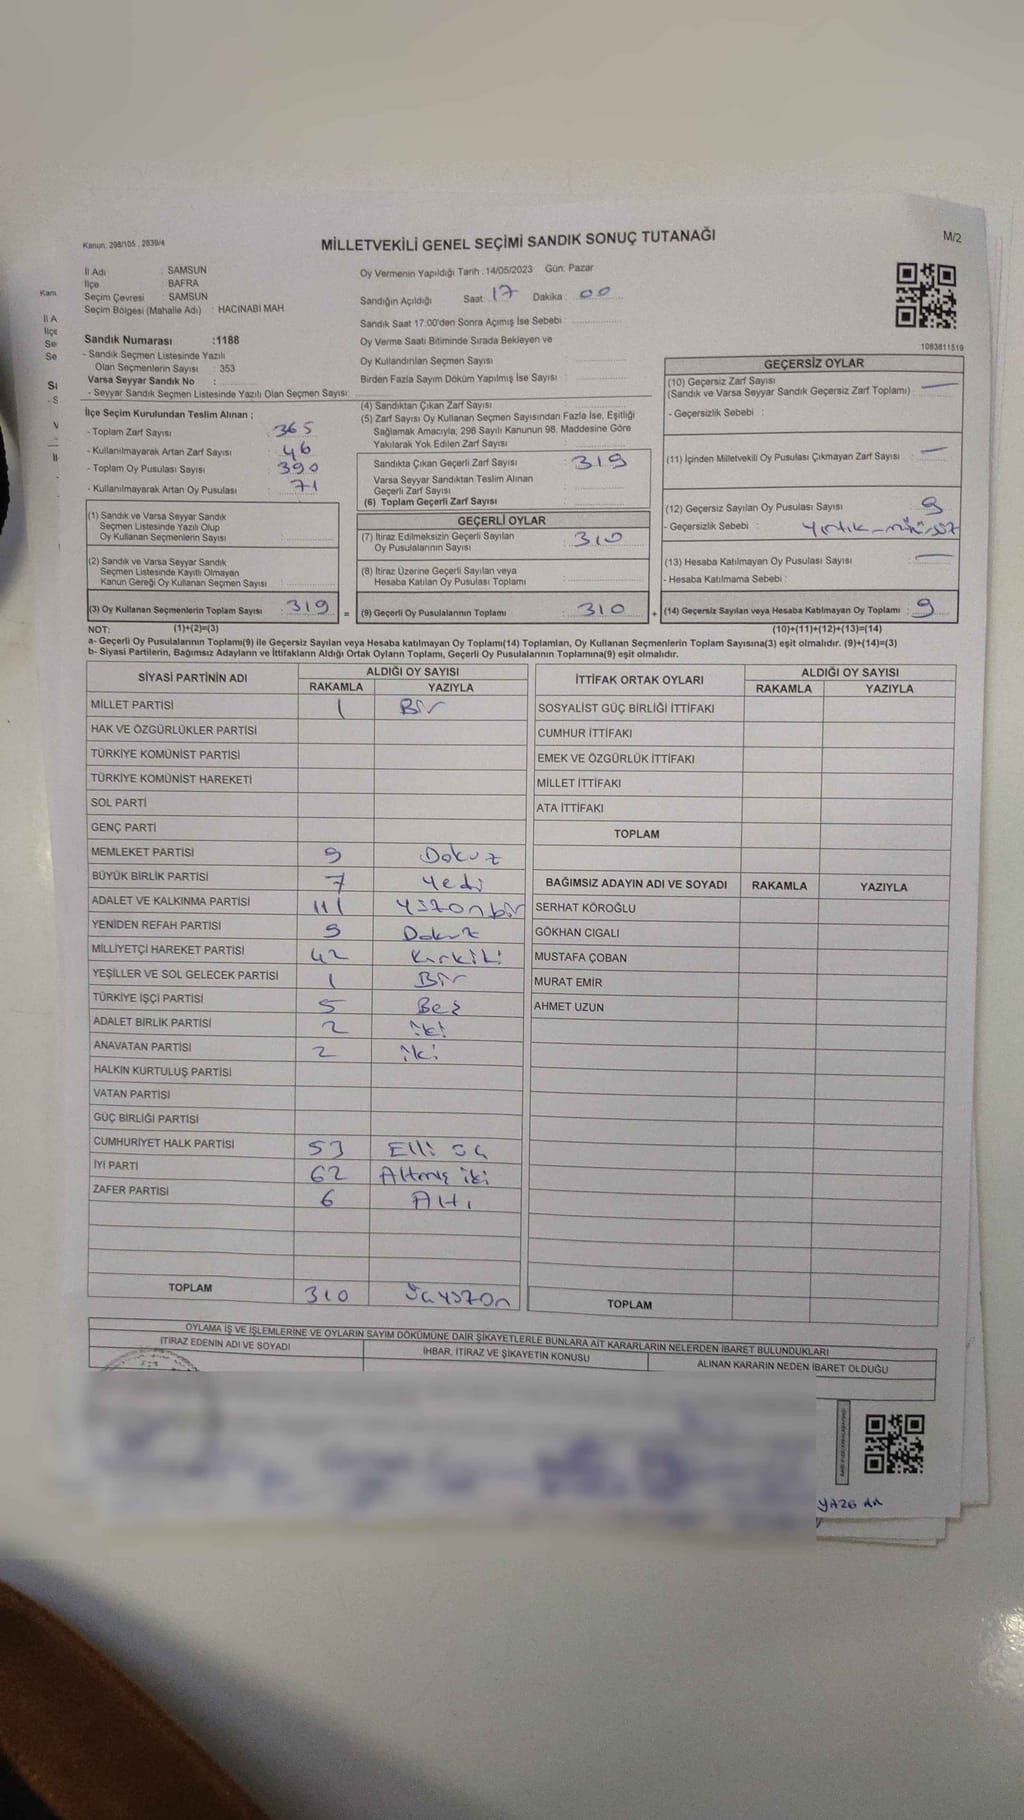 Kanun: 298/105 , 2839/4
MİLLETVEKİLİ GENEL SEÇİMİ SANDIK SONUÇ TUTANAĞI
M/2
İl Adı : SAMSUN
İlçe : BAFRA
Seçim Çevresi : SAMSUN
Seçim Bölgesi (Mahalle Adı) : HACINABİ MAH.
Sandık Numarası :1188
- Sandık Seçmen Listesinde Yazılı
Olan Seçmenlerin Sayısı : 353
Varsa Seyyar Sandık No :
- Seyyar Sandık Seçmen Listesinde Yazılı Olan Seçmen Sayısı:
Oy Vermenin Yapıldığı Tarih :14/05/2023 Gün: Pazar
Sandığın Açıldığı Saat : 17 Dakika : 00
Sandık Saat 17:00'den Sonra Açımış İse Sebebi:
Oy Verme Saati Bitiminde Sırada Bekleyen ve
Oy Kullandırılan Seçmen Sayısı :
Birden Fazla Sayım Döküm Yapılmış İse Sayısı :
1083811519
İlçe Seçim Kurulundan Teslim Alınan ;
- Toplam Zarf Sayısı : 365
- Kullanılmayarak Artan Zarf Sayısı : 46
- Toplam Oy Pusulası Sayısı : 390
- Kullanılmayarak Artan Oy Pusulası : 71
(4) Sandıktan Çıkan Zarf Sayısı :
(5) Zarf Sayısı Oy Kullanan Seçmen Sayısından Fazla İse, Eşitliği
Sağlamak Amacıyla; 298 Sayılı Kanunun 98. Maddesine Göre
Yakılarak Yok Edilen Zarf Sayısı :
Sandıkta Çıkan Geçerli Zarf Sayısı : 319
Varsa Seyyar Sandıktan Teslim Alınan
Geçerli Zarf Sayısı :
(6) Toplam Geçerli Zarf Sayısı :
GEÇERSİZ OYLAR
(10) Geçersiz Zarf Sayısı
(Sandık ve Varsa Seyyar Sandık Geçersiz Zarf Toplamı) : —
- Geçersizlik Sebebi :
(11) İçinden Milletvekili Oy Pusulası Çıkmayan Zarf Sayısı : —
(12) Geçersiz Sayılan Oy Pusulası Sayısı : 9
- Geçersizlik Sebebi : yırtık_mühürsüz
(13) Hesaba Katılmayan Oy Pusulası Sayısı : —
- Hesaba Katılmama Sebebi :
(1) Sandık ve Varsa Seyyar Sandık
Seçmen Listesinde Yazılı Olup
Oy Kullanan Seçmenlerin Sayısı :
(2) Sandık ve Varsa Seyyar Sandık
Seçmen Listesinde Kayıtlı Olmayan
Kanun Gereği Oy Kullanan Seçmen Sayısı :
GEÇERLİ OYLAR
(7) İtiraz Edilmeksizin Geçerli Sayılan
Oy Pusulalarının Sayısı : 310
(8) İtiraz Üzerine Geçerli Sayılan veya
Hesaba Katılan Oy Pusulası Toplamı :
(3) Oy Kullanan Seçmenlerin Toplam Sayısı : 319 = (9) Geçerli Oy Pusulalarının Toplamı : 310 + (14) Geçersiz Sayılan veya Hesaba Katılmayan Oy Toplamı : 9
NOT: (1)+(2)=(3) (10)+(11)+(12)+(13)=(14)
a- Geçerli Oy Pusulalarının Toplamı(9) ile Geçersiz Sayılan veya Hesaba katılmayan Oy Toplamı(14) Toplamları, Oy Kullanan Seçmenlerin Toplam Sayısına(3) eşit olmalıdır. (9)+(14)=(3)
b- Siyasi Partilerin, Bağımsız Adayların ve İttifakların Aldığı Ortak Oyların Toplamı, Geçerli Oy Pusulalarının Toplamına(9) eşit olmalıdır.
SİYASİ PARTİNİN ADI ALDIĞI OY SAYISI
RAKAMLA YAZIYLA
MİLLET PARTİSİ 1 Bir
HAK VE ÖZGÜRLÜKLER PARTİSİ
TÜRKİYE KOMÜNİST PARTİSİ
TÜRKİYE KOMÜNİST HAREKETİ
SOL PARTİ
GENÇ PARTİ
MEMLEKET PARTİSİ 9 Dokuz
BÜYÜK BİRLİK PARTİSİ 7 Yedi
ADALET VE KALKINMA PARTİSİ 111 Yüzonbir
YENİDEN REFAH PARTİSİ 9 Dokuz
MİLLİYETÇİ HAREKET PARTİSİ 42 Kırkiki
YEŞİLLER VE SOL GELECEK PARTİSİ 1 Bir
TÜRKİYE İŞÇİ PARTİSİ 5 Beş
ADALET BİRLİK PARTİSİ 2 iki
ANAVATAN PARTİSİ 2 iki
HALKIN KURTULUŞ PARTİSİ
VATAN PARTİSİ
GÜÇ BİRLİĞİ PARTİSİ
CUMHURİYET HALK PARTİSİ 53 Elli üç
İYİ PARTİ 62 Altmış iki
ZAFER PARTİSİ 6 Altı
TOPLAM 310 Üçyüzon
İTTİFAK ORTAK OYLARI ALDIĞI OY SAYISI
RAKAMLA YAZIYLA
SOSYALİST GÜÇ BİRLİĞİ İTTİFAKI
CUMHUR İTTİFAKI
EMEK VE ÖZGÜRLÜK İTTİFAKI
MİLLET İTTİFAKI
ATA İTTİFAKI
TOPLAM
BAĞIMSIZ ADAYIN ADI VE SOYADI RAKAMLA YAZIYLA
SERHAT KÖROĞLU
GÖKHAN CIGALI
MUSTAFA ÇOBAN
MURAT EMİR
AHMET UZUN
TOPLAM
OYLAMA İŞ VE İŞLEMLERİNE VE OYLARIN SAYIM DÖKÜMÜNE DAİR ŞİKAYETLERLE BUNLARA AİT KARARLARIN NELERDEN İBARET BULUNDUKLARI
İTİRAZ EDENİN ADI VE SOYADI İHBAR, İTİRAZ VE ŞİKAYETİN KONUSU ALINAN KARARIN NEDEN İBARET OLDUĞU